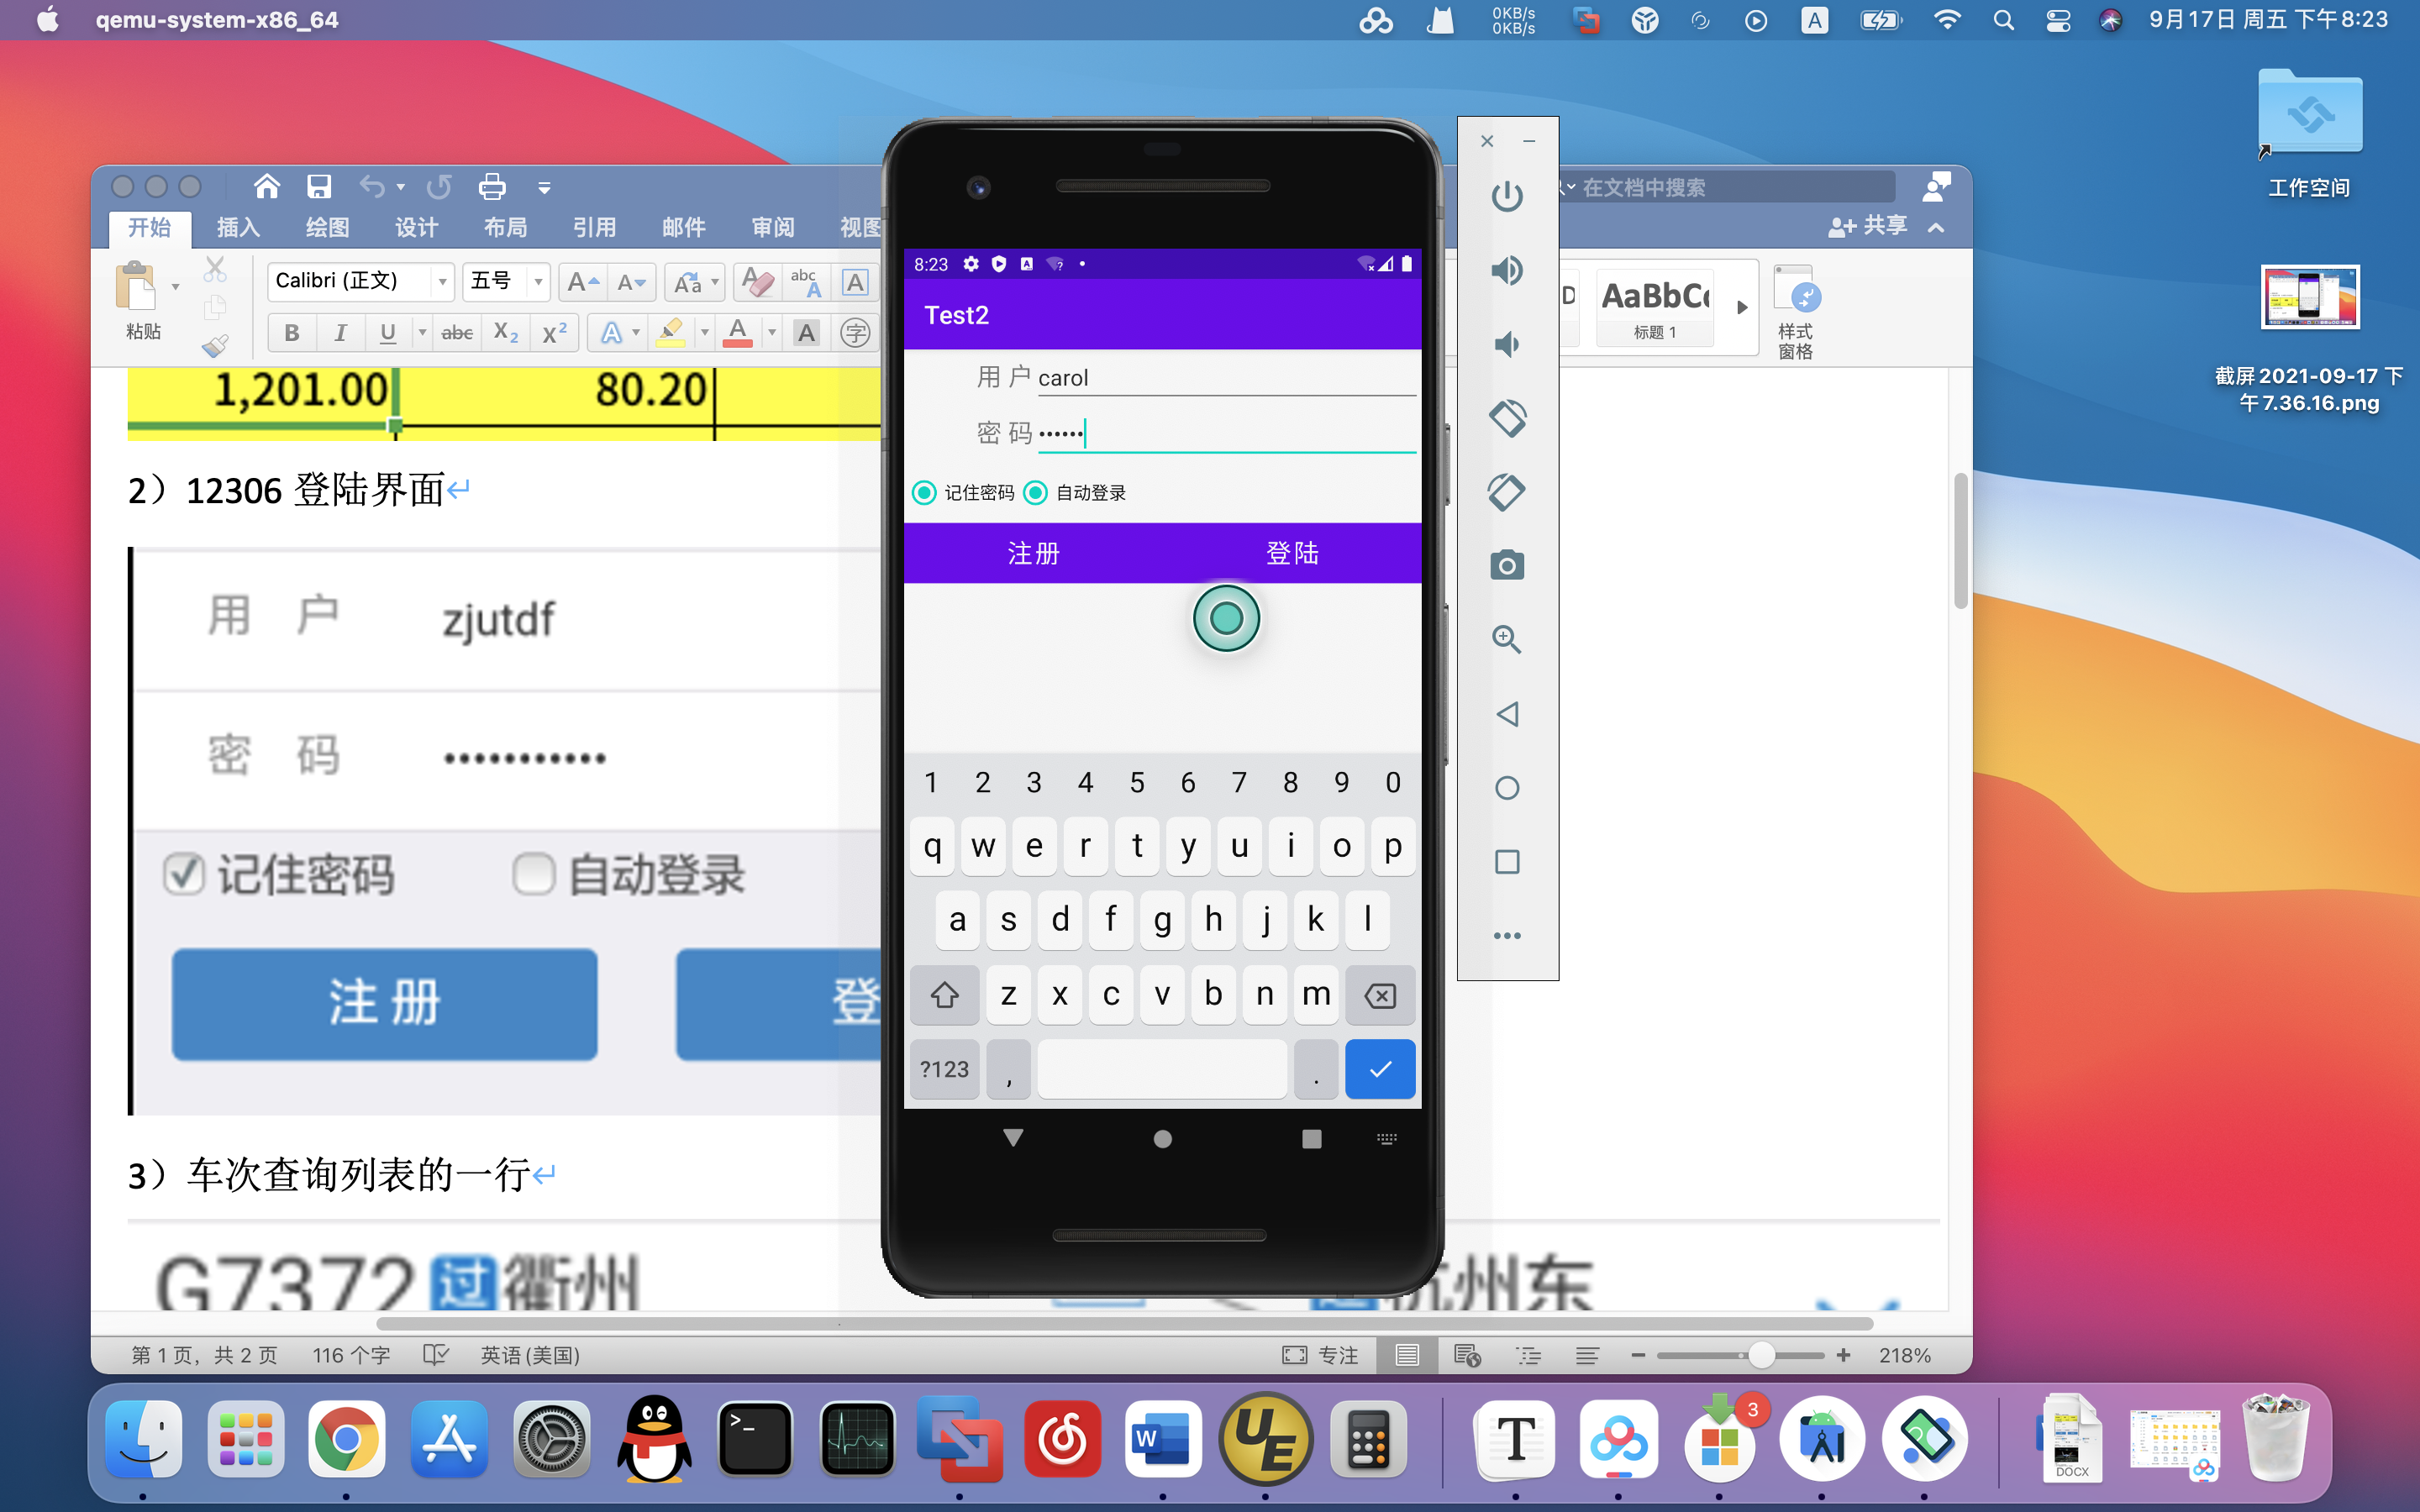 qemu-system-x86_64
0KB/s
0KB/s
A
9月17日 周五 下午8:23
工作空间
截屏2021-09-17 下
午7.36.16.png
在文档中搜索
开始 插入 绘图 设计 布局 引用 邮件 审阅 视图
共享
粘贴
Calibri (正文)
五号
AaBbCc
标题 1
样式
窗格
1,201.00 80.20
2）12306 登陆界面
用 户 zjutdf
密 码 •••••••••••
记住密码 自动登录
注 册 登
3）车次查询列表的一行
G7372 过 衢州 杭州东
第 1 页，共 2 页 116 个字 英语 (美国) 专注 218%
8:23
Test2
用 户 carol
密 码 ••••••
记住密码 自动登录
注册 登陆
1 2 3 4 5 6 7 8 9 0
q w e r t y u i o p
a s d f g h j k l
z x c v b n m
?123 , .
>_
W
UE
T
3
DOCX